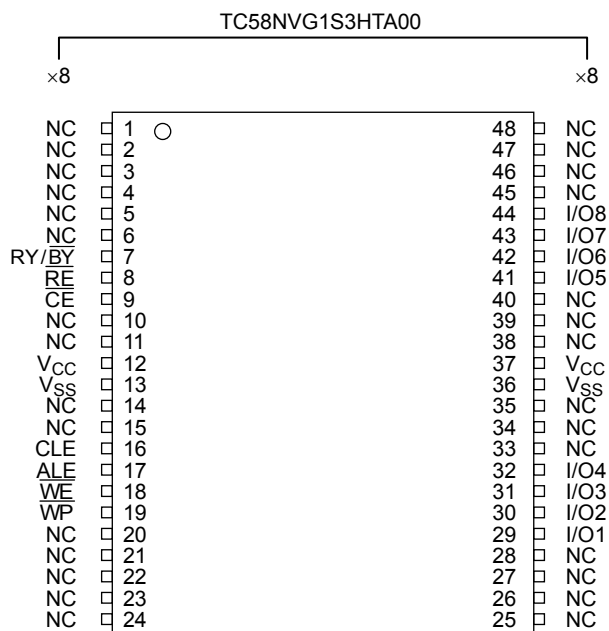 TC58NVG1S3HTA00
×8 ×8
NC 1 48 NC
NC 2 47 NC
NC 3 46 NC
NC 4 45 NC
NC 5 44 I/O8
NC 6 43 I/O7
RY/B̅Y̅ 7 42 I/O6
R̅E̅ 8 41 I/O5
C̅E̅ 9 40 NC
NC 10 39 NC
NC 11 38 NC
VCC 12 37 VCC
VSS 13 36 VSS
NC 14 35 NC
NC 15 34 NC
CLE 16 33 NC
ALE 17 32 I/O4
W̅E̅ 18 31 I/O3
W̅P̅ 19 30 I/O2
NC 20 29 I/O1
NC 21 28 NC
NC 22 27 NC
NC 23 26 NC
NC 24 25 NC